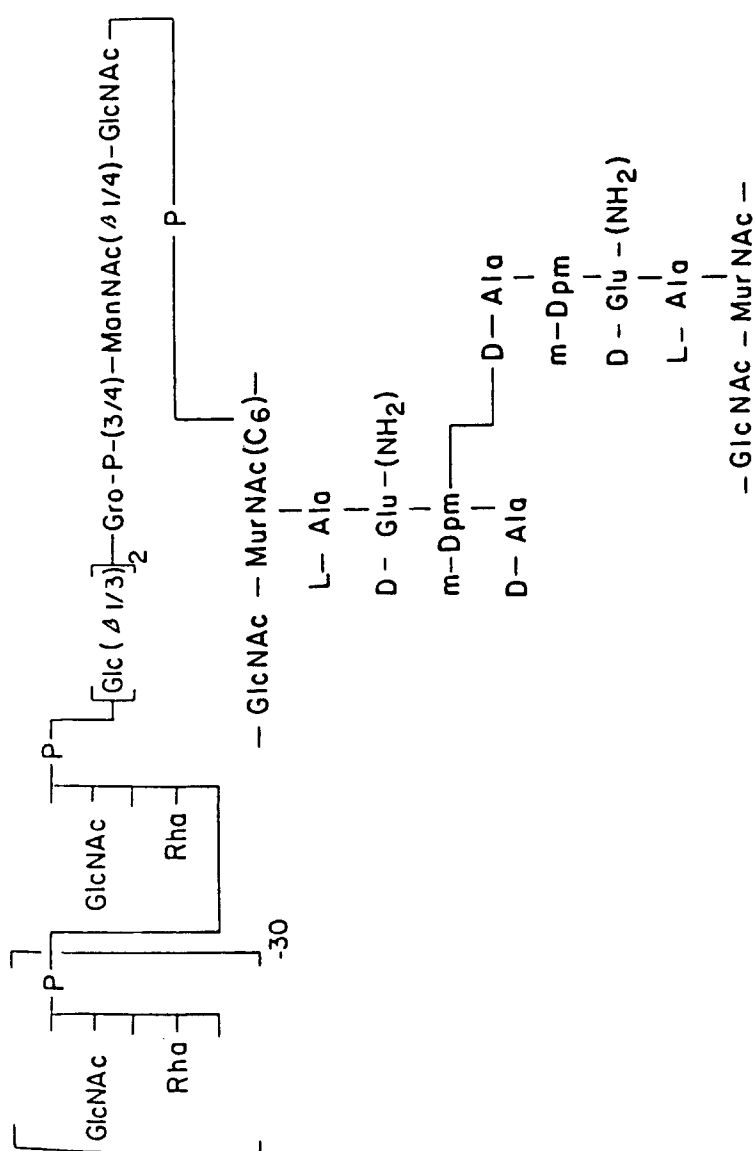 P P
GlcNAc GlcNAc [Glc(β1/3)]2—Gro-P-(3/4)-ManNAc(β1/4)-GlcNAc
Rha Rha P
-30 — GlcNAc — MurNAc(C6)—
L— Ala
D - Glu —(NH2)
m-Dpm
D— Ala
D— Ala
m-Dpm
D - Glu —(NH2)
L— Ala
— GlcNAc — MurNAc —